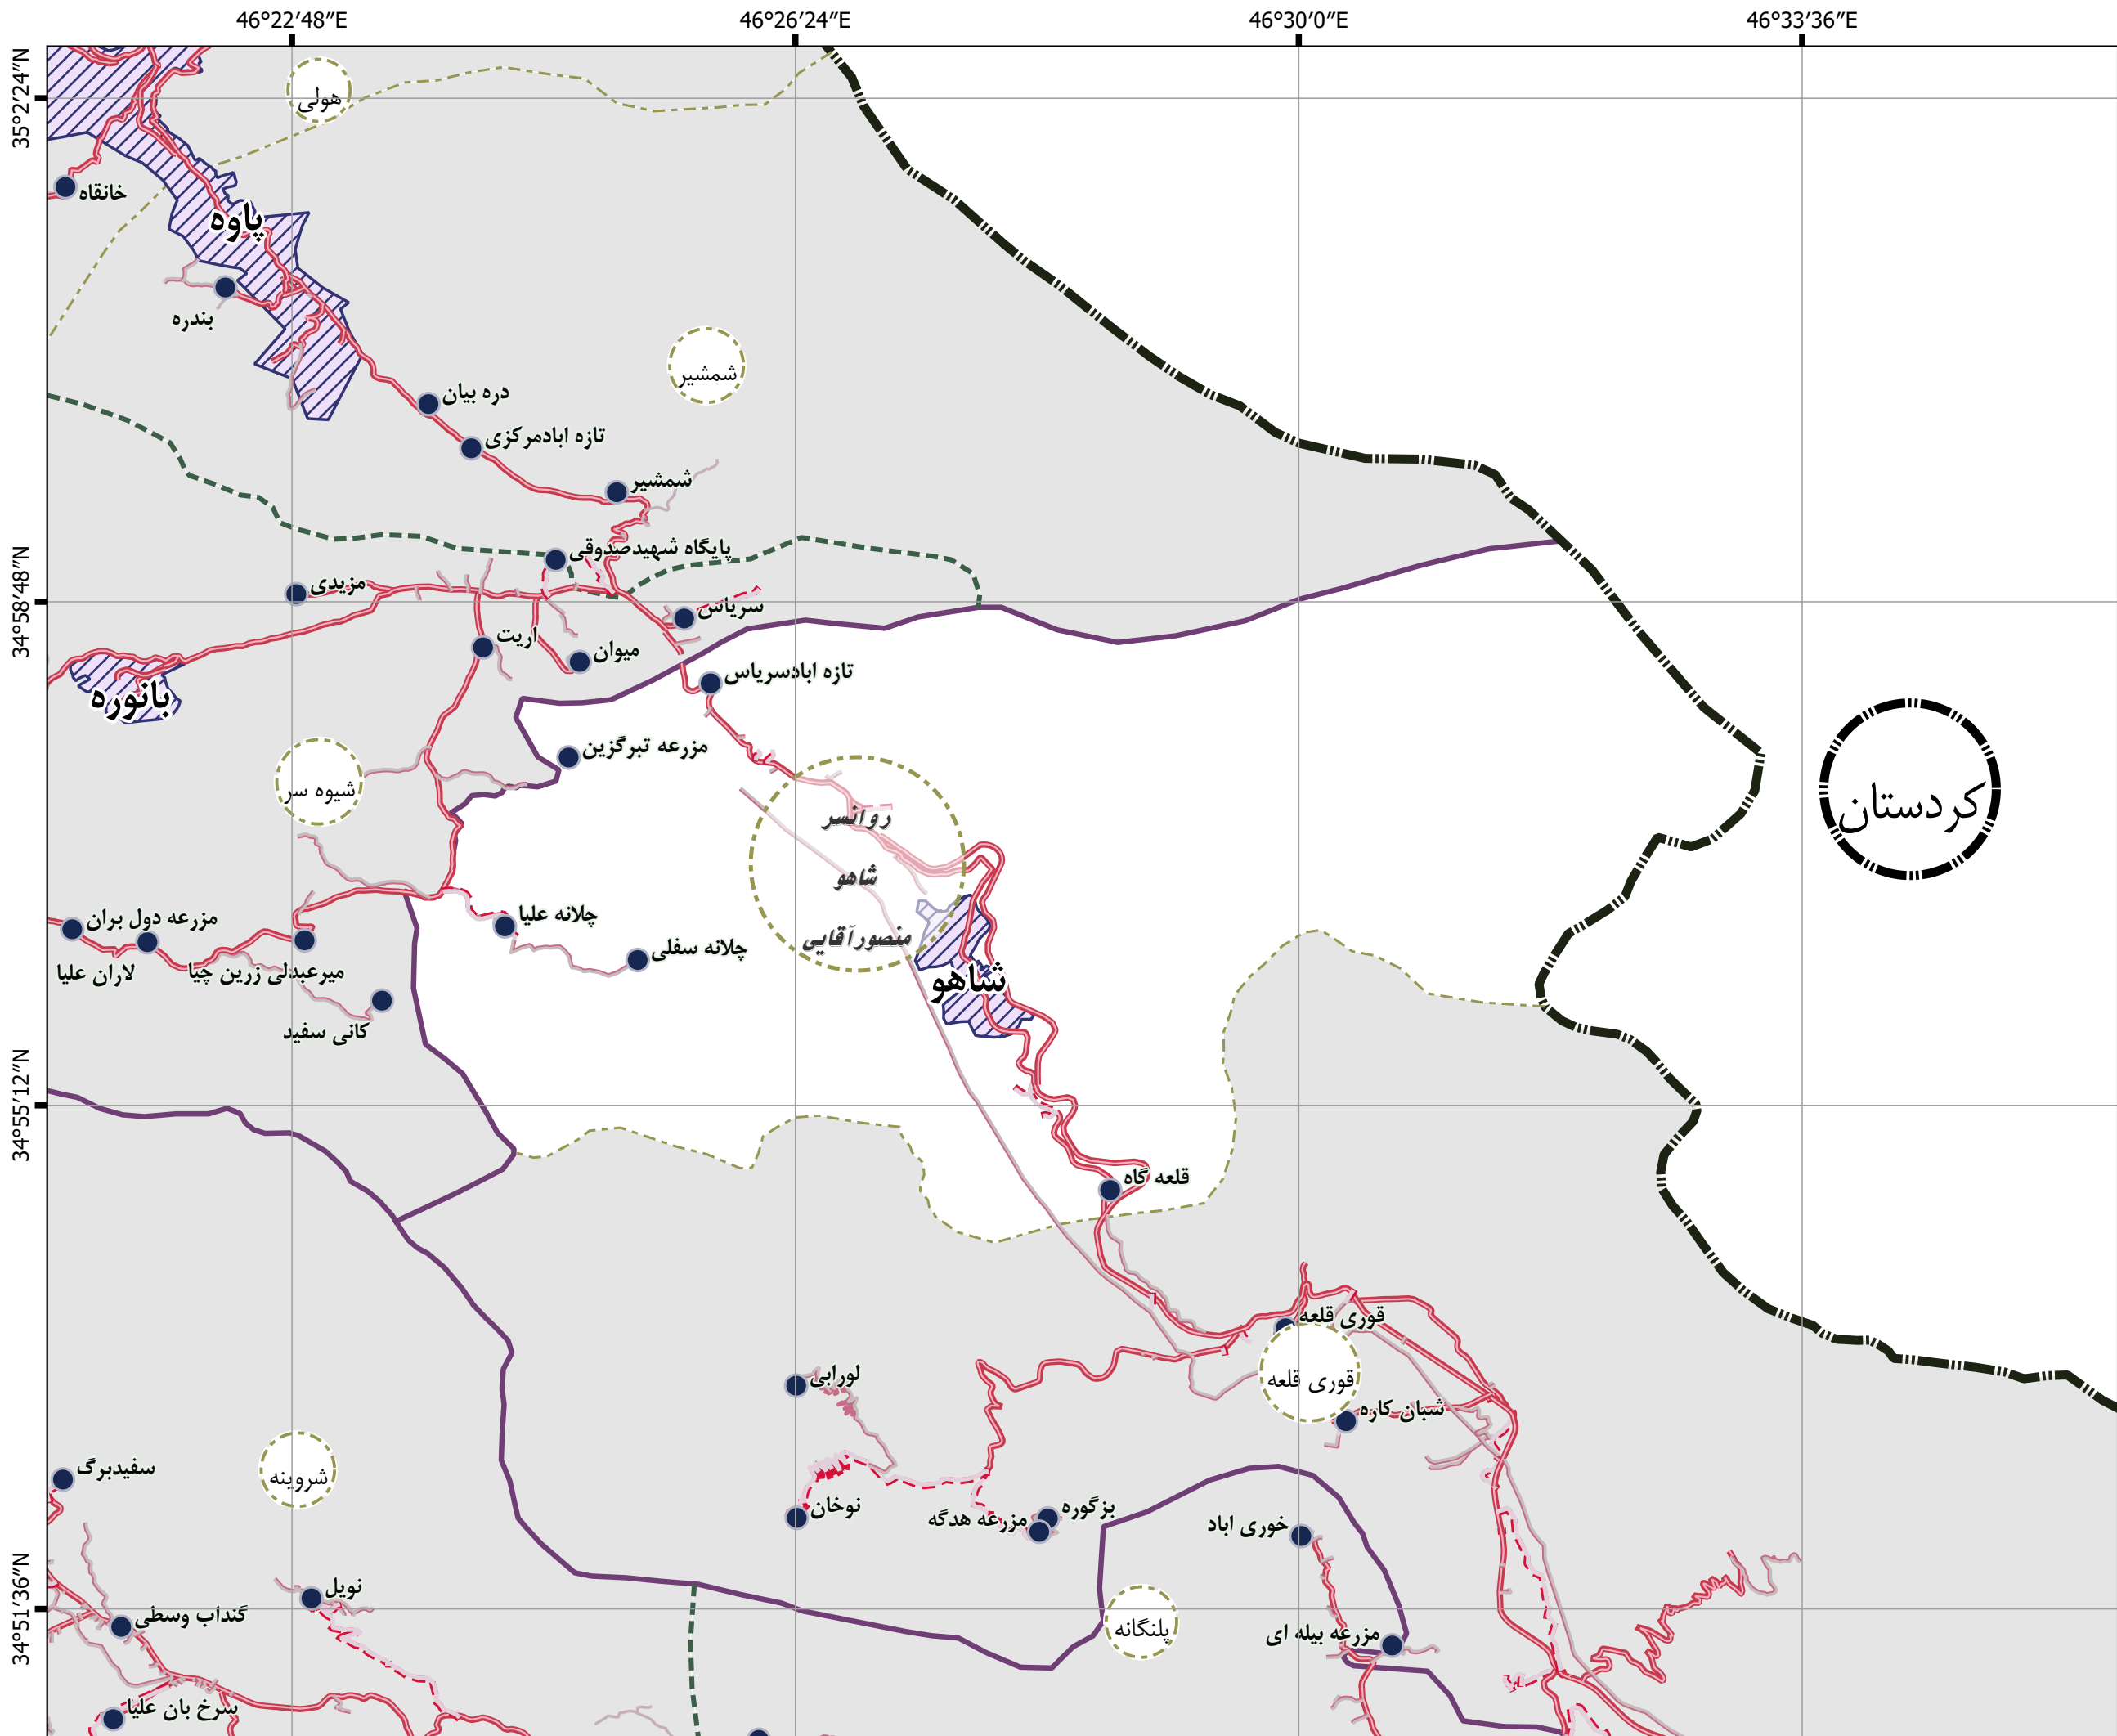 46°22′48″E 46°26′24″E 46°30′0″E 46°33′36″E
35°2′24″N
هولی
خانقاه
پاوه
بندره
شمشیر
دره بیان
تازه ابادمرکزی
شمشیر
34°58′48″N
پایگاه شهیدصدوقی
مزیدی
سریاس
اریت
میوان
تازه ابادسریاس
بانوره
مزرعه تبرگزین
شیوه سر
کردستان
روانسر
شاهو
منصورآقایی
چلانه علیا
مزرعه دول بران
چلانه سفلی
لاران علیا
میرعبدلی زرین چیا
شاهو
کانی سفید
34°55′12″N
قلعه گاه
قوری قلعه
قوری قلعه
لورابی
شبان کاره
سفیدبرگ
شروینه
نوخان
بزگوره
مزرعه هدگه
خوری اباد
34°51′36″N
نویل
گنداب وسطی
پلنگانه
مزرعه بیله ای
سرخ بان علیا